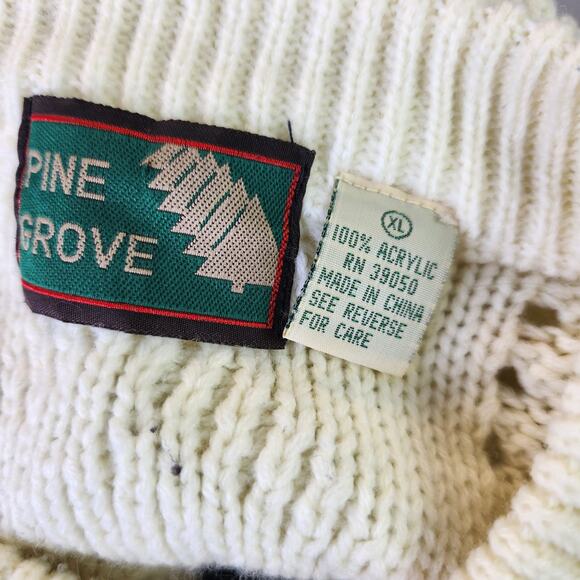 PINE
GROVE
XL
100% ACRYLIC
RN 39050
MADE IN CHINA
SEE REVERSE
FOR CARE